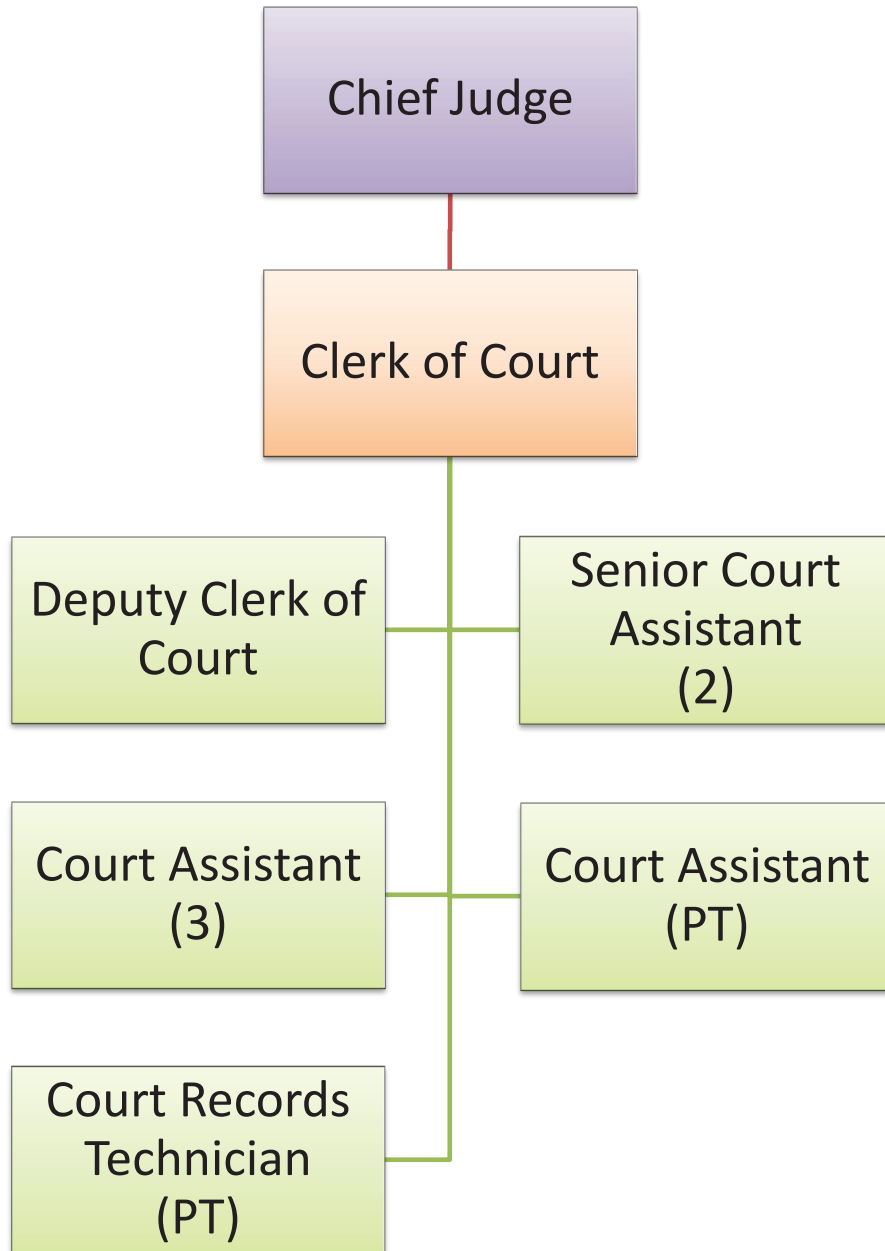 Chief Judge
Clerk of Court
Deputy Clerk of
Court
Senior Court
Assistant
(2)
Court Assistant
(3)
Court Assistant
(PT)
Court Records
Technician
(PT)